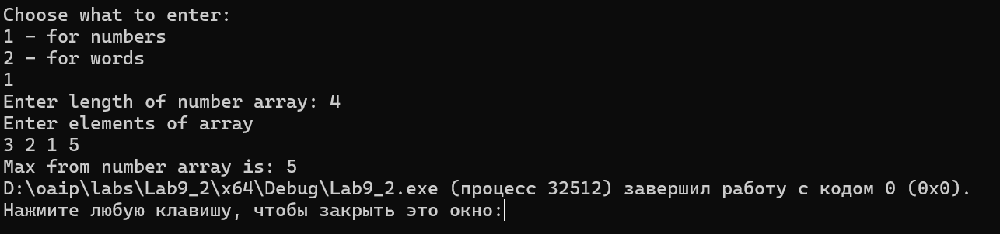 Choose what to enter:
1 - for numbers
2 - for words
1
Enter length of number array: 4
Enter elements of array
3 2 1 5
Max from number array is: 5
D:\oaip\labs\Lab9_2\x64\Debug\Lab9_2.exe (процесс 32512) завершил работу с кодом 0 (0x0).
Нажмите любую клавишу, чтобы закрыть это окно: